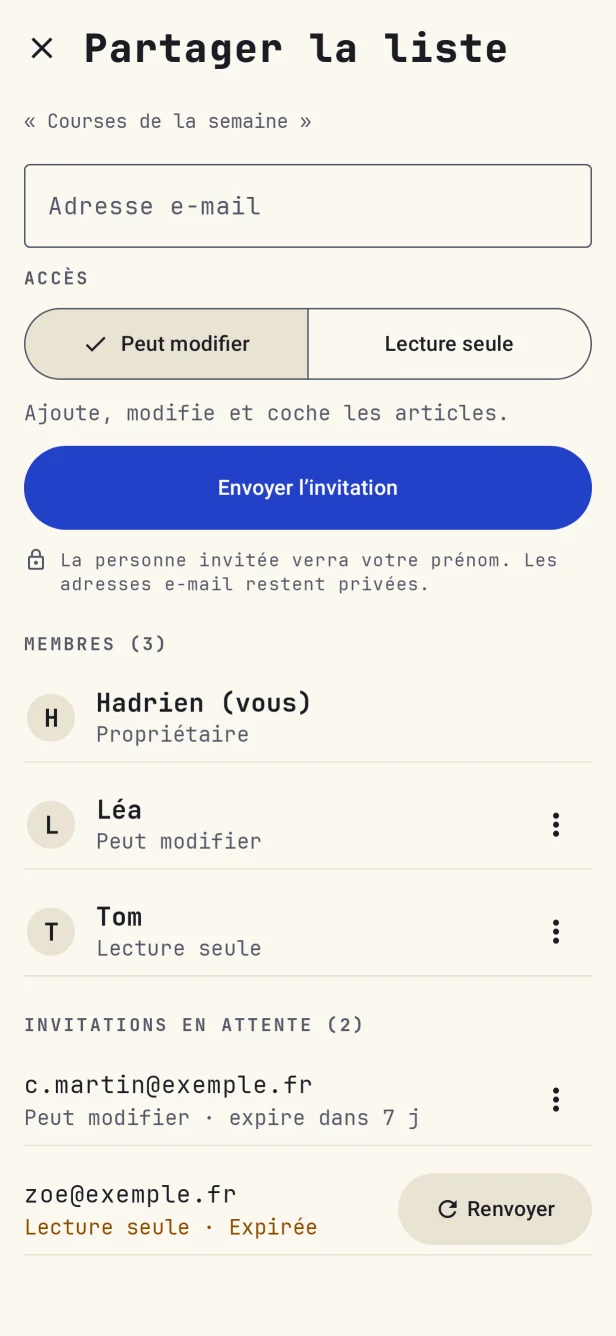 Partager la liste
« Courses de la semaine »
Adresse e-mail
ACCÈS
Peut modifier
Lecture seule
Ajoute, modifie et coche les articles.
Envoyer l’invitation
La personne invitée verra votre prénom. Les
adresses e-mail restent privées.
MEMBRES (3)
H
Hadrien (vous)
Propriétaire
L
Léa
Peut modifier
T
Tom
Lecture seule
INVITATIONS EN ATTENTE (2)
c.martin@exemple.fr
Peut modifier · expire dans 7 j
zoe@exemple.fr
Lecture seule · Expirée
Renvoyer